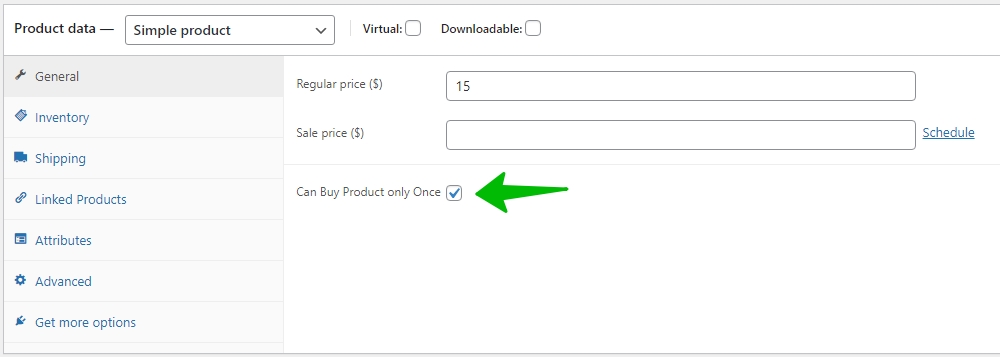 Product data — Simple product Virtual: Downloadable:
General
Inventory
Shipping
Linked Products
Attributes
Advanced
Get more options
Regular price ($) 15
Sale price ($) Schedule
Can Buy Product only Once